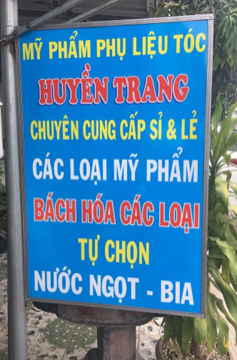 MỸ PHẨM PHỤ LIỆU TÓC
HUYỀN TRANG
CHUYÊN CUNG CẤP SỈ & LẺ
CÁC LOẠI MỸ PHẨM
BÁCH HÓA CÁC LOẠI
TỰ CHỌN
NƯỚC NGỌT - BIA